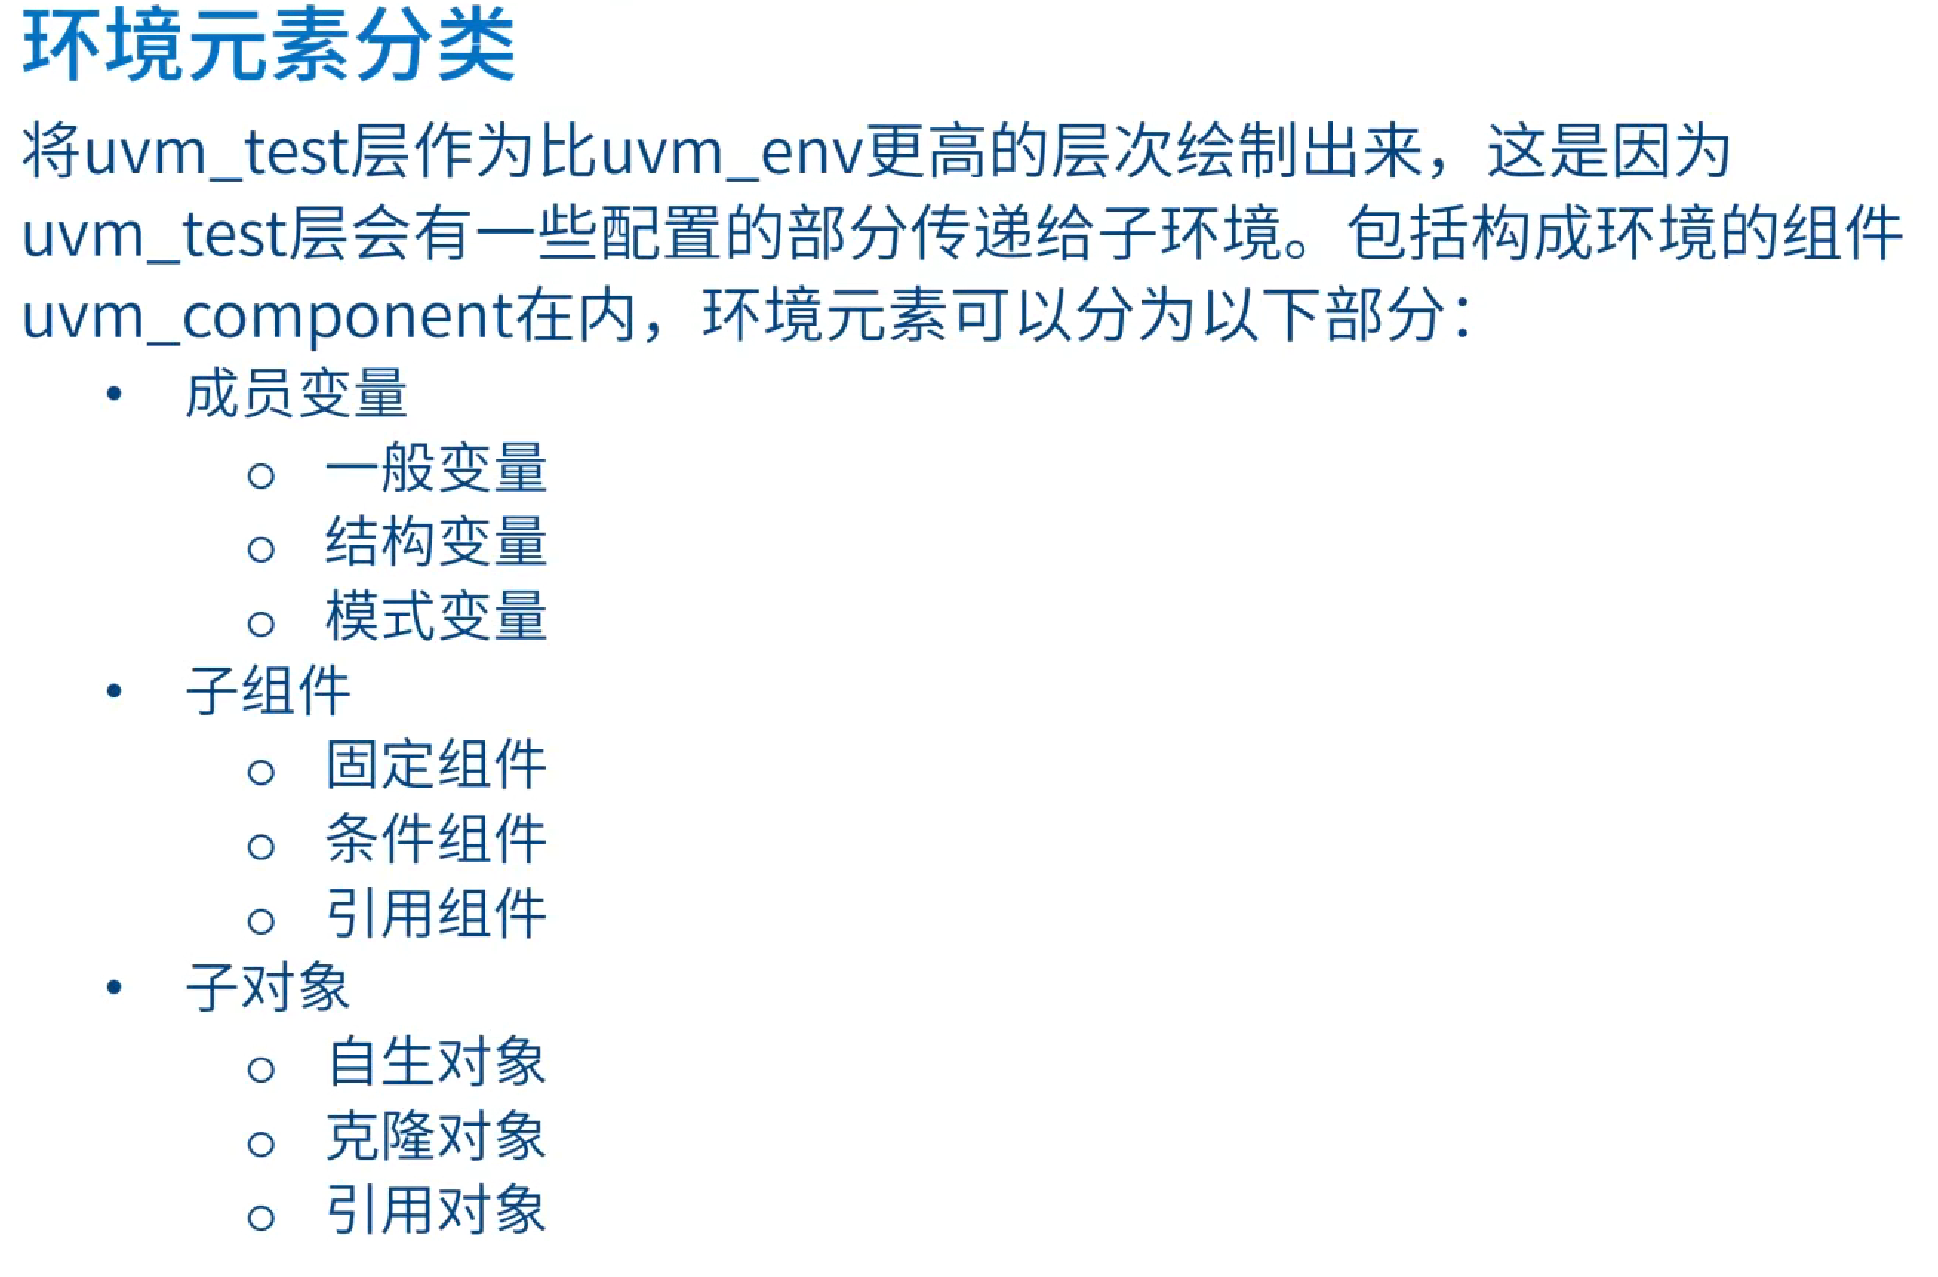 环境元素分类
将uvm_test层作为比uvm_env更高的层次绘制出来，这是因为
uvm_test层会有一些配置的部分传递给子环境。包括构成环境的组件
uvm_component在内，环境元素可以分为以下部分：
• 成员变量
o 一般变量
o 结构变量
o 模式变量
• 子组件
o 固定组件
o 条件组件
o 引用组件
• 子对象
o 自生对象
o 克隆对象
o 引用对象